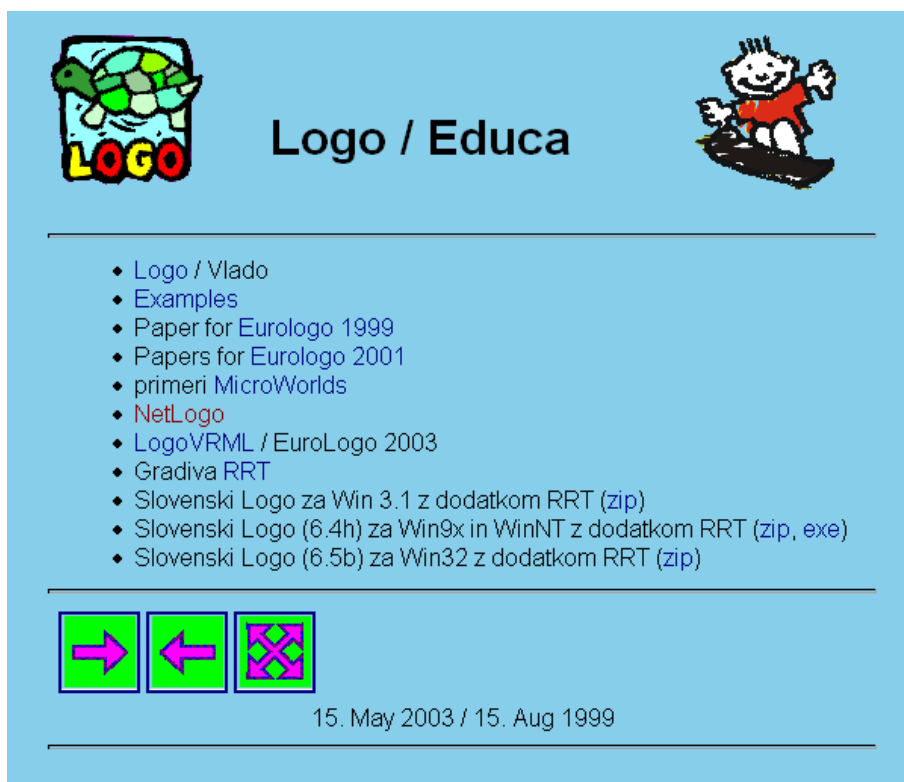 LOGO
Logo / Educa
Logo / Vlado
Examples
Paper for Eurologo 1999
Papers for Eurologo 2001
primeri MicroWorlds
NetLogo
LogoVRML / EuroLogo 2003
Gradiva RRT
Slovenski Logo za Win 3.1 z dodatkom RRT (zip)
Slovenski Logo (6.4h) za Win9x in WinNT z dodatkom RRT (zip, exe)
Slovenski Logo (6.5b) za Win32 z dodatkom RRT (zip)
15. May 2003 / 15. Aug 1999